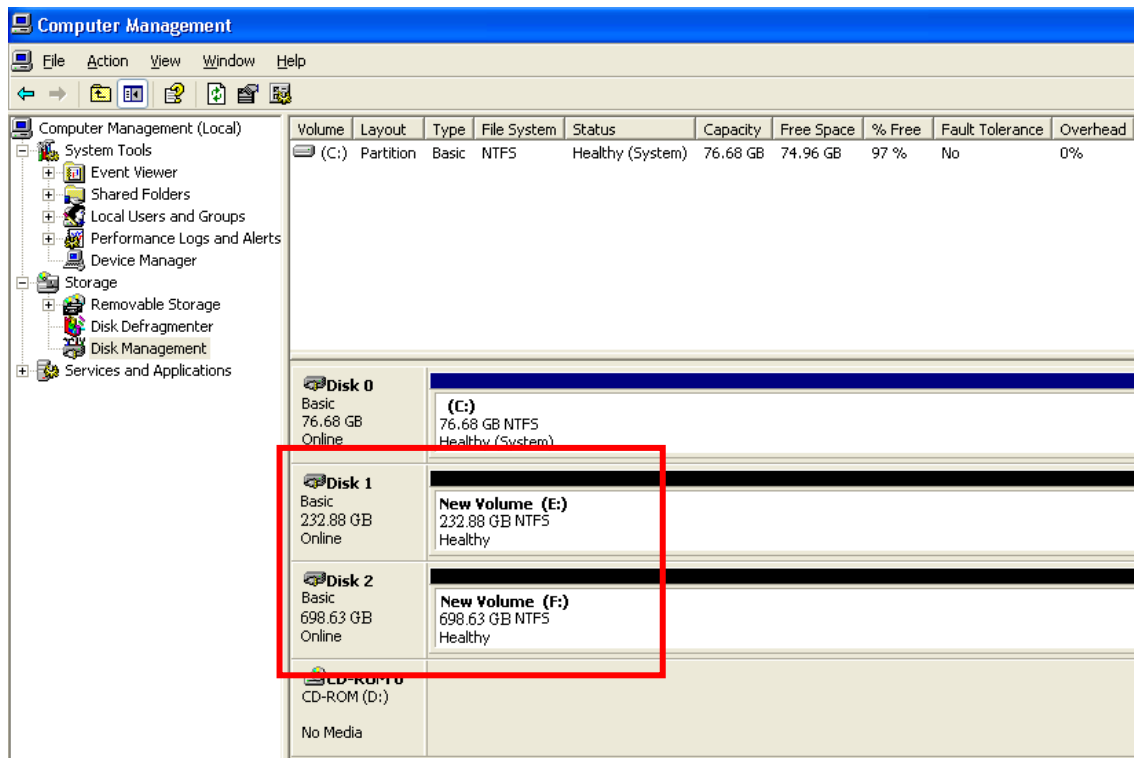 Computer Management
File Action View Window Help
Computer Management (Local)
System Tools
Event Viewer
Shared Folders
Local Users and Groups
Performance Logs and Alerts
Device Manager
Storage
Removable Storage
Disk Defragmenter
Disk Management
Services and Applications
Volume Layout Type File System Status Capacity Free Space % Free Fault Tolerance Overhead
(C:) Partition Basic NTFS Healthy (System) 76.68 GB 74.96 GB 97 % No 0%
Disk 0
Basic
76.68 GB
Online
(C:)
76.68 GB NTFS
Healthy (System)
Disk 1
Basic
232.88 GB
Online
New Volume (E:)
232.88 GB NTFS
Healthy
Disk 2
Basic
698.63 GB
Online
New Volume (F:)
698.63 GB NTFS
Healthy
CD-ROM 0
CD-ROM (D:)
No Media